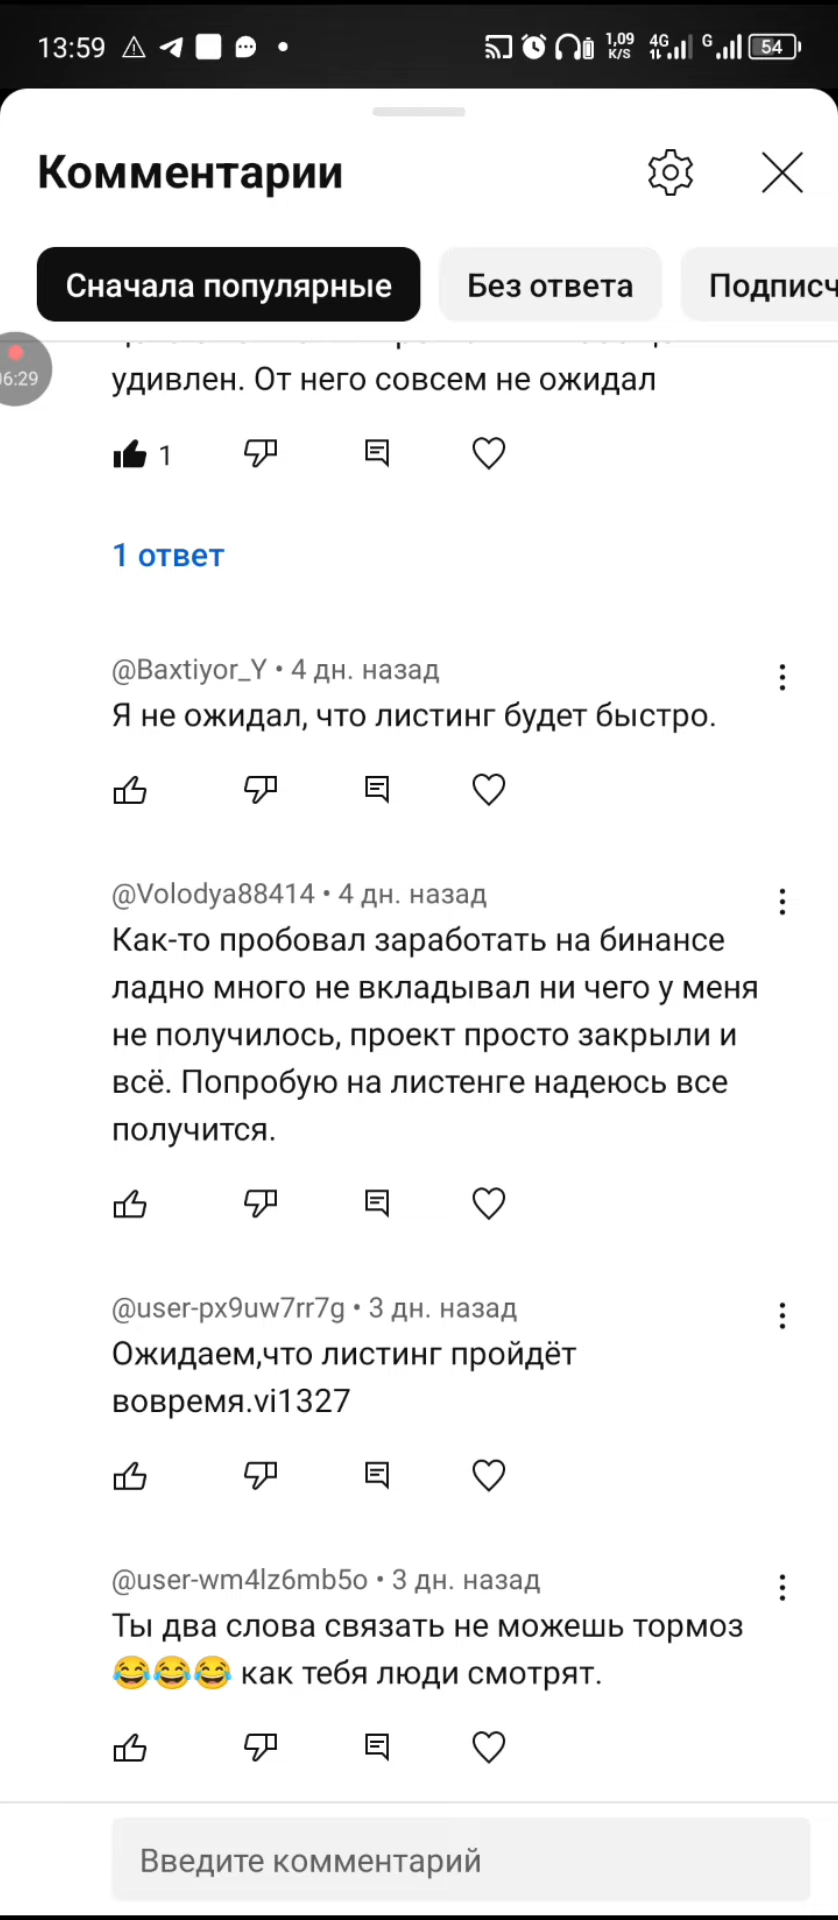 13:59
1,09
K/S
4G
G
54
Комментарии
Сначала популярные
Без ответа
Подписч
6:29
удивлен. От него совсем не ожидал
1
1 ответ
@Baxtiyor_Y • 4 дн. назад
Я не ожидал, что листинг будет быстро.
@Volodya88414 • 4 дн. назад
Как-то пробовал заработать на бинансе
ладно много не вкладывал ни чего у меня
не получилось, проект просто закрыли и
всё. Попробую на листенге надеюсь все
получится.
@user-px9uw7rr7g • 3 дн. назад
Ожидаем,что листинг пройдёт
вовремя.vi1327
@user-wm4lz6mb5o • 3 дн. назад
Ты два слова связать не можешь тормоз
😂😂😂 как тебя люди смотрят.
Введите комментарий